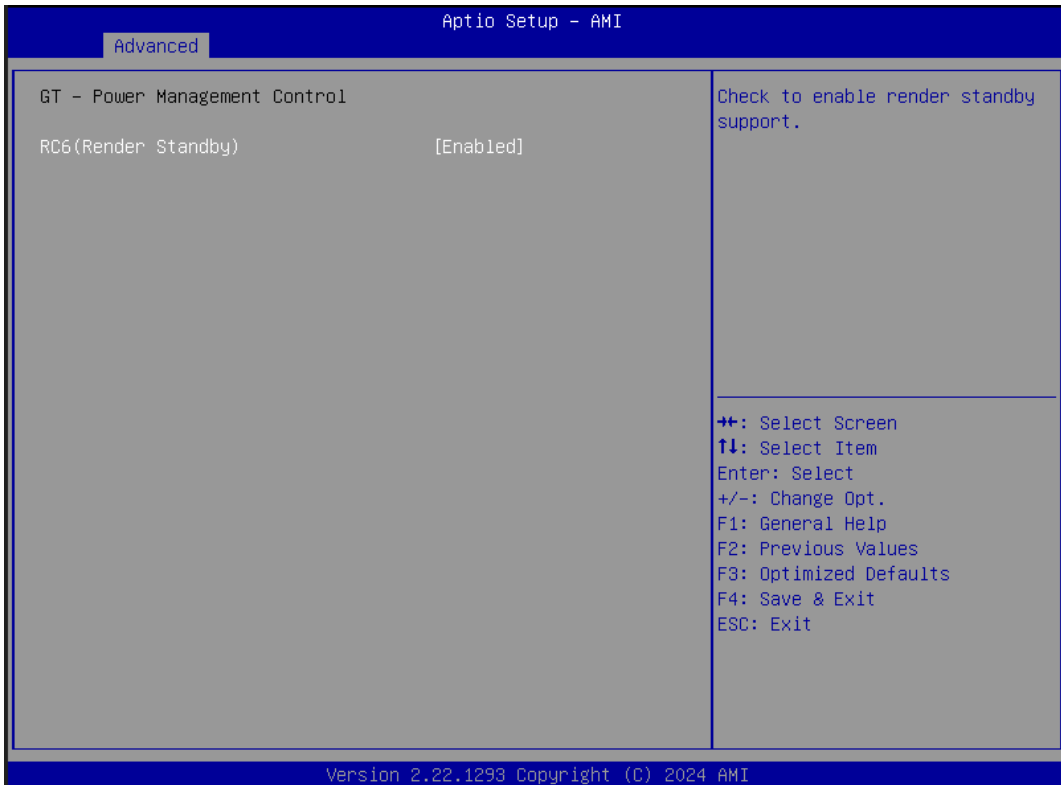 Aptio Setup - AMI
Advanced
GT - Power Management Control
RC6(Render Standby) [Enabled]
Check to enable render standby
support.
→←: Select Screen
↑↓: Select Item
Enter: Select
+/-: Change Opt.
F1: General Help
F2: Previous Values
F3: Optimized Defaults
F4: Save & Exit
ESC: Exit
Version 2.22.1293 Copyright (C) 2024 AMI